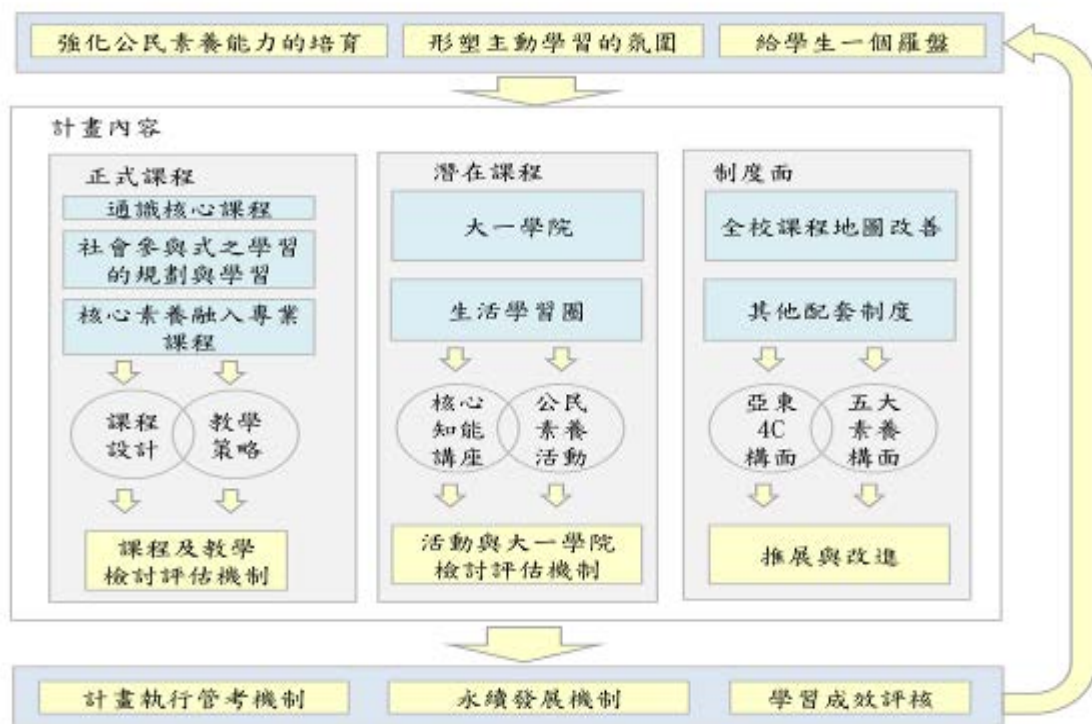 強化公民素養能力的培育
形塑主動學習的氛圍
給學生一個羅盤
計畫內容
正式課程
通識核心課程
社會參與式之學習
的規劃與學習
核心素養融入專業
課程
課程
設計
教學
策略
課程及教學
檢討評估機制
潛在課程
大一學院
生活學習圈
核心
知能
講座
公民
素養
活動
活動與大一學院
檢討評估機制
制度面
全校課程地圖改善
其他配套制度
亞東
4C
構面
五大
素養
構面
推展與改進
計畫執行管考機制
永續發展機制
學習成效評核